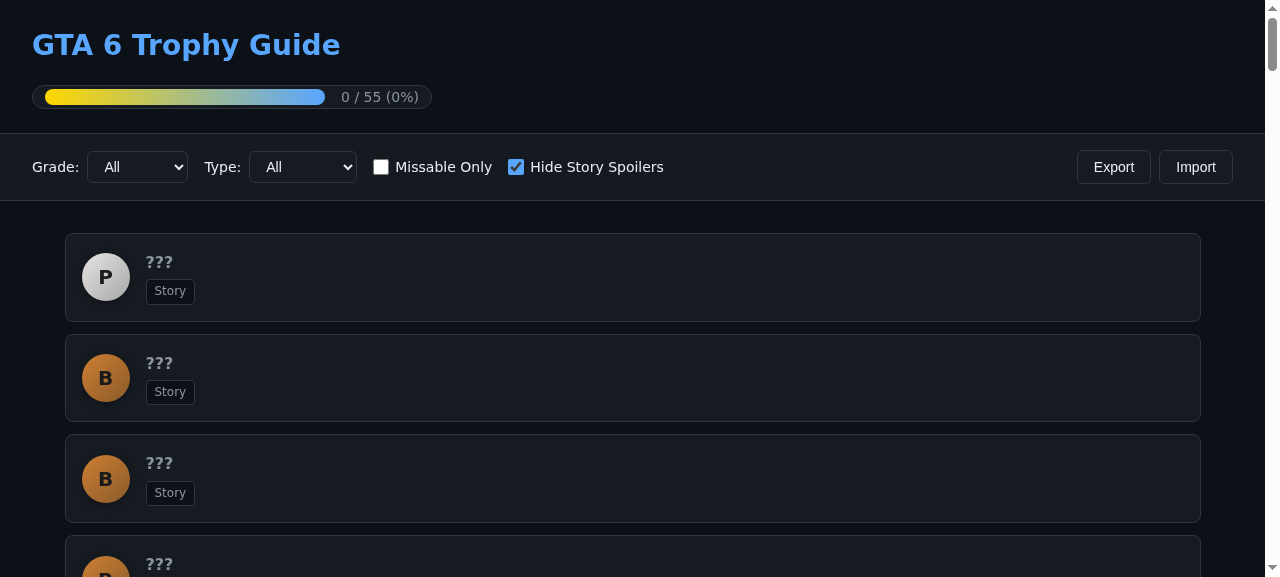 GTA 6 Trophy Guide
0 / 55 (0%)
Grade: All Type: All Missable Only Hide Story Spoilers Export Import
P ???
Story
B ???
Story
B ???
Story
B ???